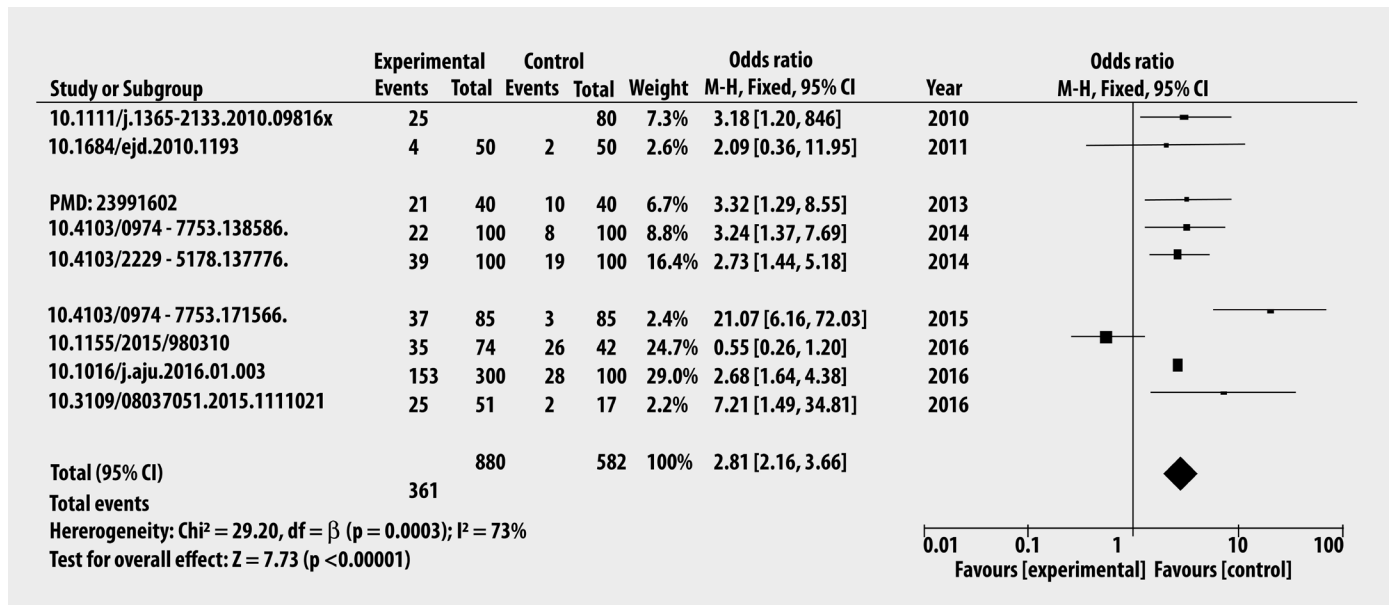 Experimental Control Odds ratio Odds ratio
Study or Subgroup Events Total Events Total Weight M-H, Fixed, 95% CI Year M-H, Fixed, 95% CI
10.1111/j.1365-2133.2010.09816x 25 80 7.3% 3.18 [1.20, 846] 2010
10.1684/ejd.2010.1193 4 50 2 50 2.6% 2.09 [0.36, 11.95] 2011
PMD: 23991602 21 40 10 40 6.7% 3.32 [1.29, 8.55] 2013
10.4103/0974 - 7753.138586. 22 100 8 100 8.8% 3.24 [1.37, 7.69] 2014
10.4103/2229 - 5178.137776. 39 100 19 100 16.4% 2.73 [1.44, 5.18] 2014
10.4103/0974 - 7753.171566. 37 85 3 85 2.4% 21.07 [6.16, 72.03] 2015
10.1155/2015/980310 35 74 26 42 24.7% 0.55 [0.26, 1.20] 2016
10.1016/j.aju.2016.01.003 153 300 28 100 29.0% 2.68 [1.64, 4.38] 2016
10.3109/08037051.2015.1111021 25 51 2 17 2.2% 7.21 [1.49, 34.81] 2016
Total (95% CI) 880 582 100% 2.81 [2.16, 3.66]
Total events 361
Hererogeneity: Chi² = 29.20, df = β (p = 0.0003); I² = 73%
Test for overall effect: Z = 7.73 (p <0.00001)
0.01 0.1 1 10 100
Favours [experimental] Favours [control]